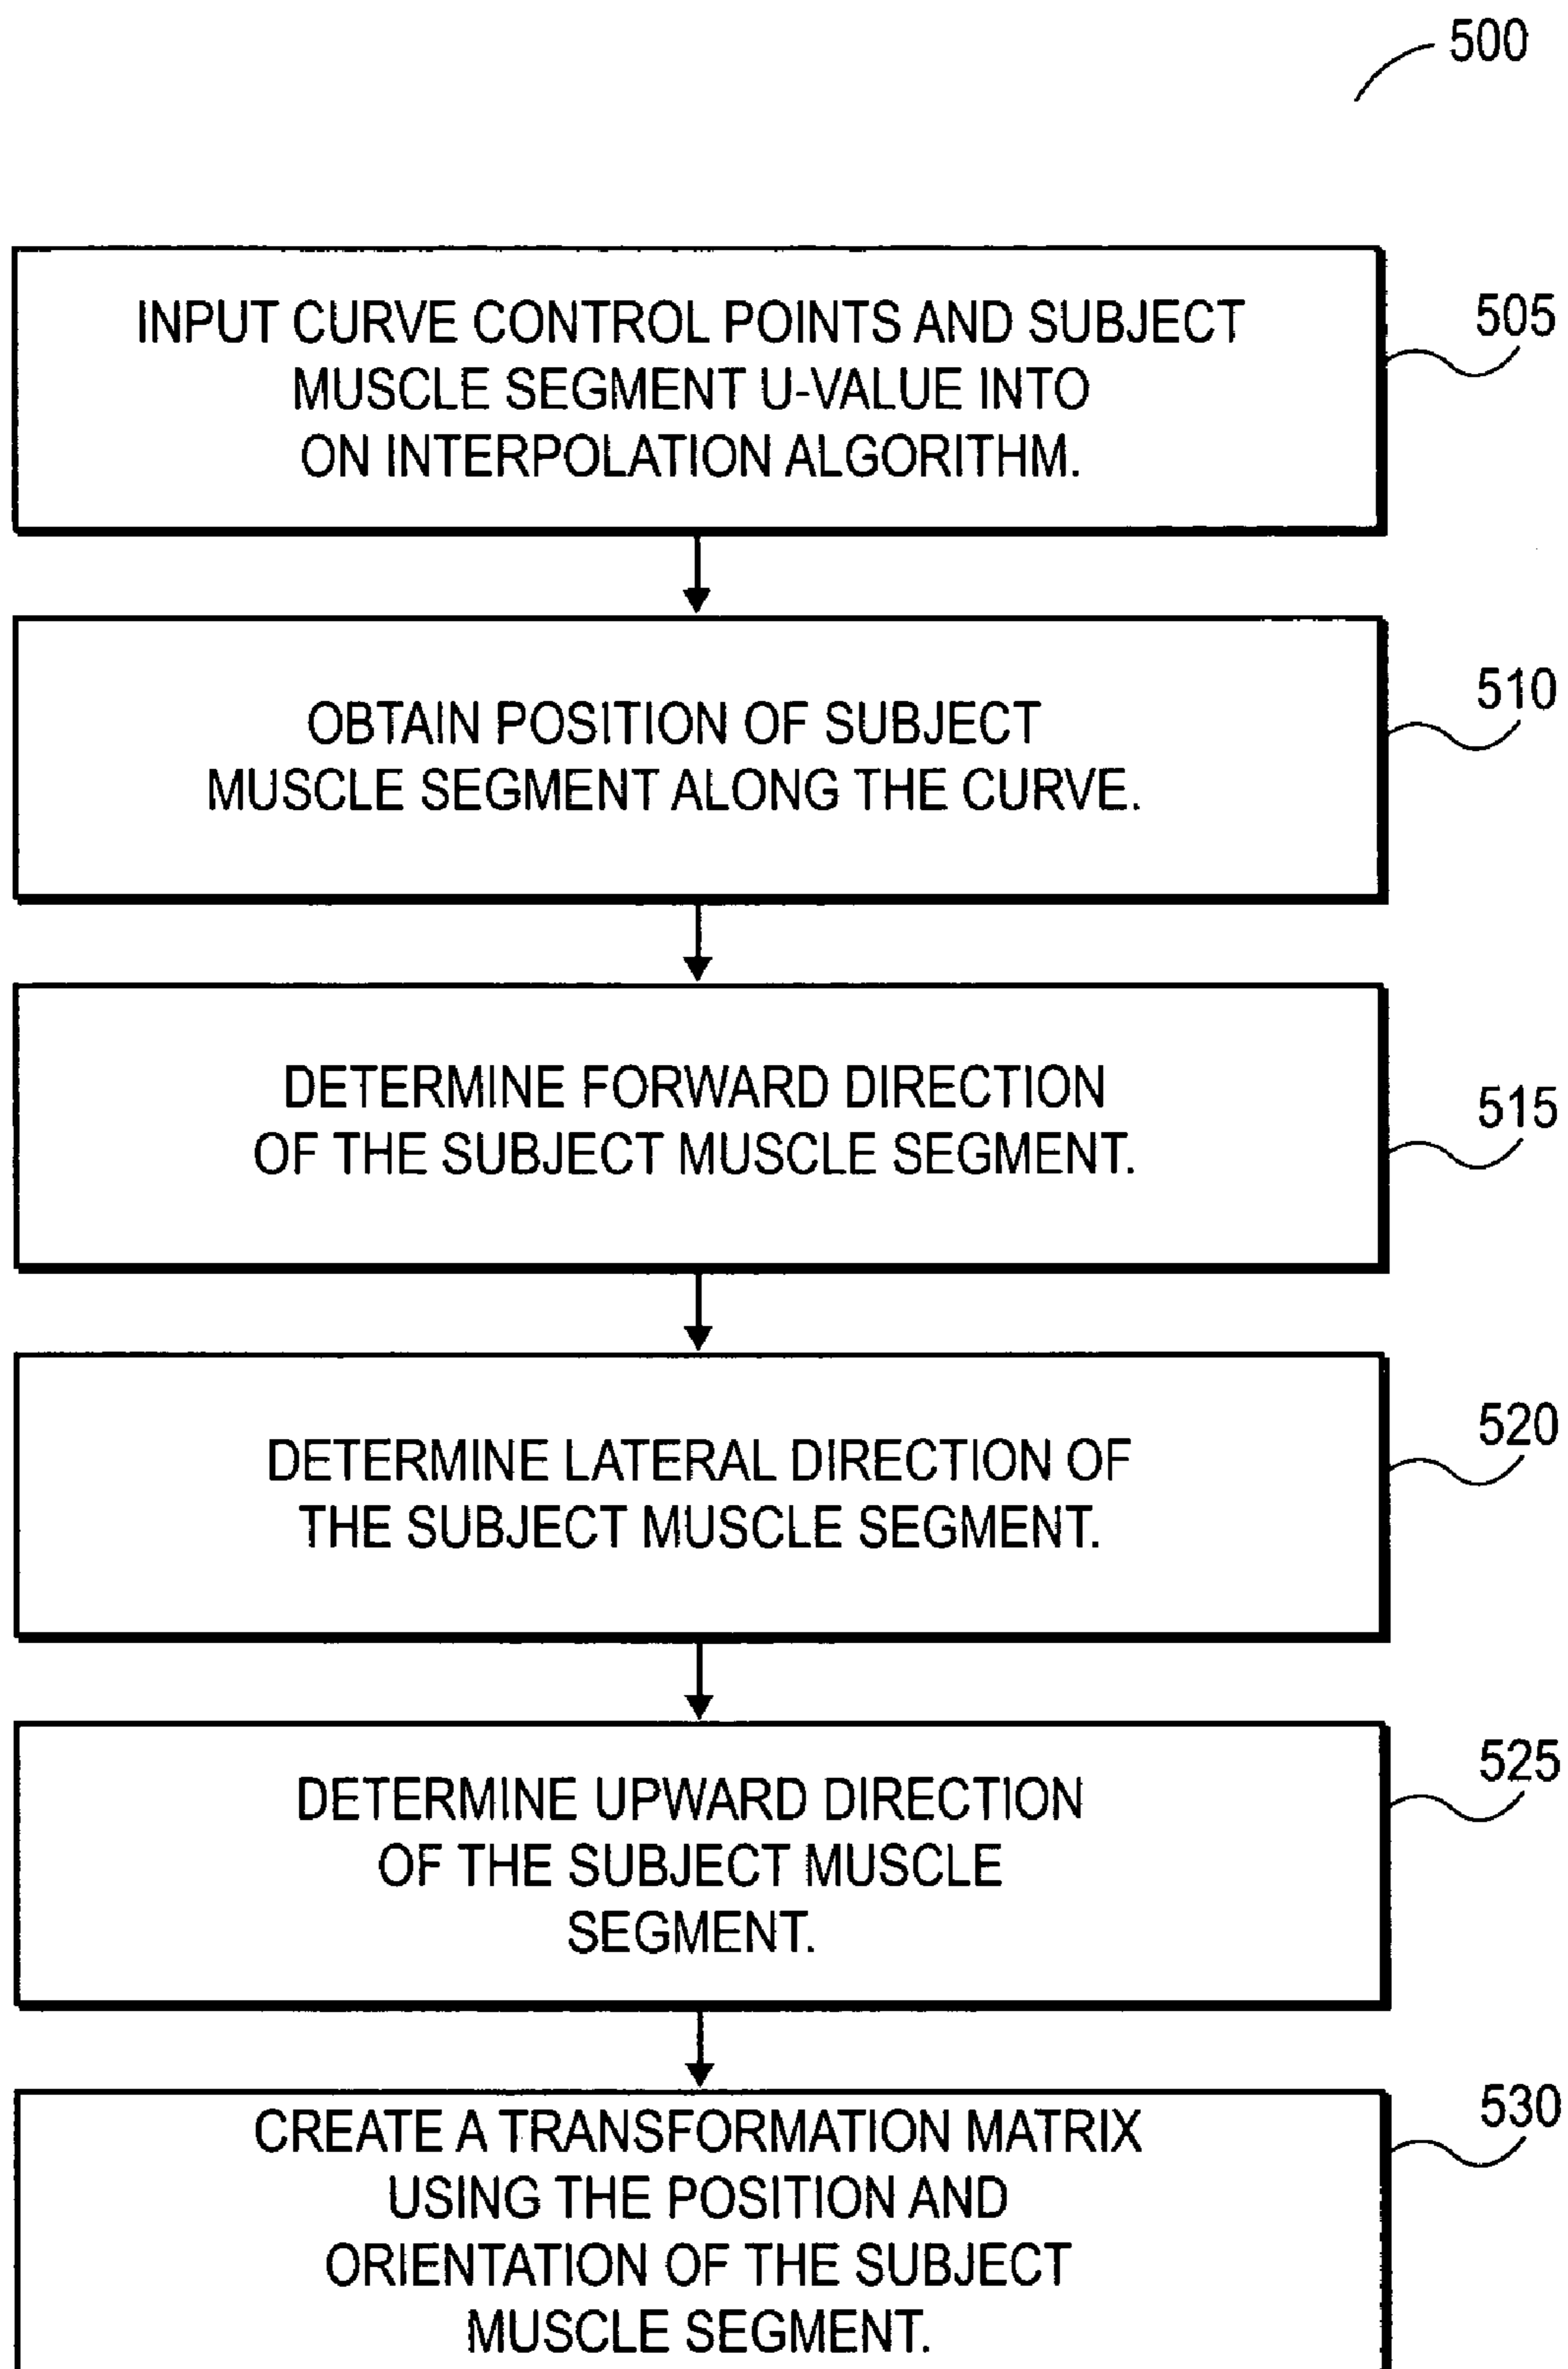 500
INPUT CURVE CONTROL POINTS AND SUBJECT
MUSCLE SEGMENT U-VALUE INTO
ON INTERPOLATION ALGORITHM.
505
OBTAIN POSITION OF SUBJECT
MUSCLE SEGMENT ALONG THE CURVE.
510
DETERMINE FORWARD DIRECTION
OF THE SUBJECT MUSCLE SEGMENT.
515
DETERMINE LATERAL DIRECTION OF
THE SUBJECT MUSCLE SEGMENT.
520
DETERMINE UPWARD DIRECTION
OF THE SUBJECT MUSCLE
SEGMENT.
525
CREATE A TRANSFORMATION MATRIX
USING THE POSITION AND
ORIENTATION OF THE SUBJECT
MUSCLE SEGMENT.
530